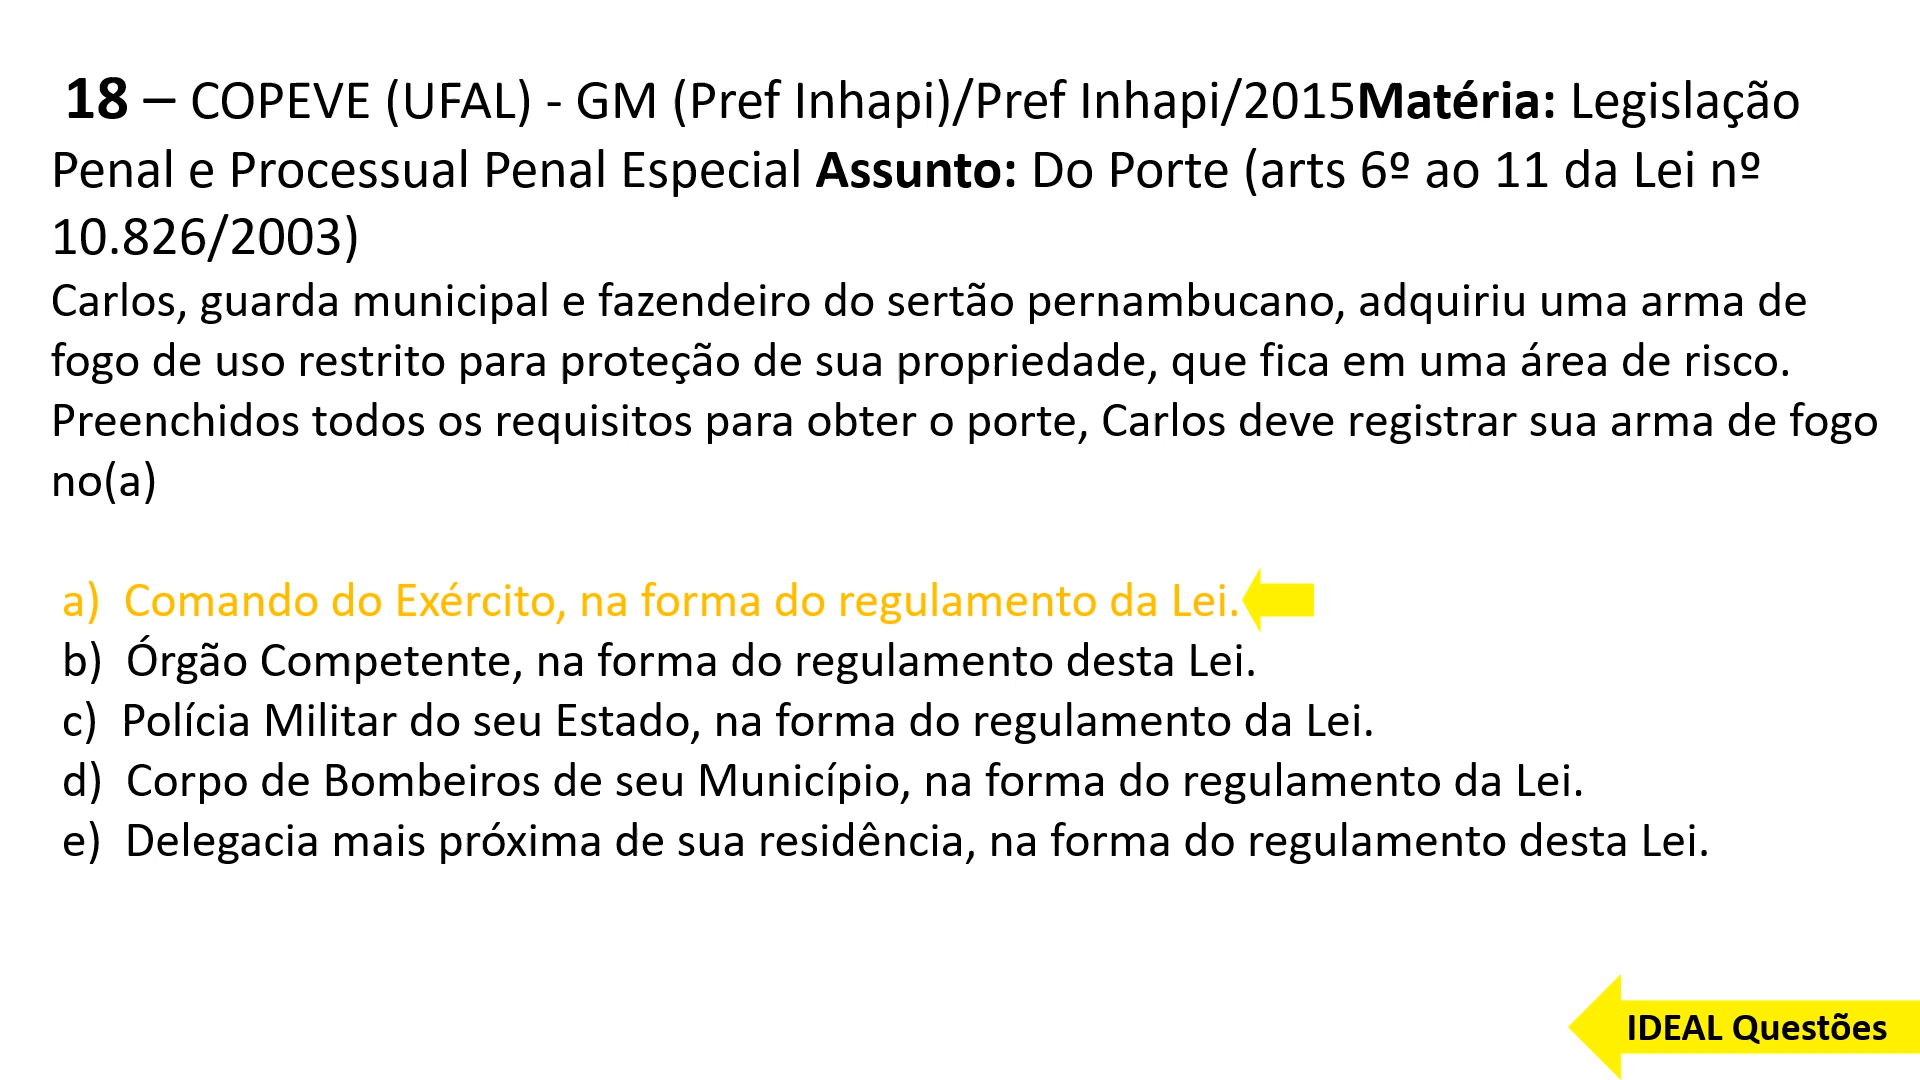 18 – COPEVE (UFAL) - GM (Pref Inhapi)/Pref Inhapi/2015Matéria: Legislação
Penal e Processual Penal Especial Assunto: Do Porte (arts 6º ao 11 da Lei nº
10.826/2003)
Carlos, guarda municipal e fazendeiro do sertão pernambucano, adquiriu uma arma de
fogo de uso restrito para proteção de sua propriedade, que fica em uma área de risco.
Preenchidos todos os requisitos para obter o porte, Carlos deve registrar sua arma de fogo
no(a)
a) Comando do Exército, na forma do regulamento da Lei.
b) Órgão Competente, na forma do regulamento desta Lei.
c) Polícia Militar do seu Estado, na forma do regulamento da Lei.
d) Corpo de Bombeiros de seu Município, na forma do regulamento da Lei.
e) Delegacia mais próxima de sua residência, na forma do regulamento desta Lei.
IDEAL Questões